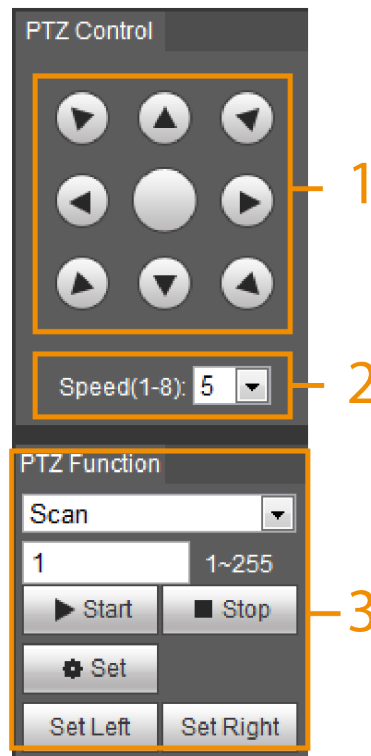 PTZ Control
1
Speed(1-8): 5
2
PTZ Function
Scan
1 1~255
3
Start Stop
Set
Set Left Set Right